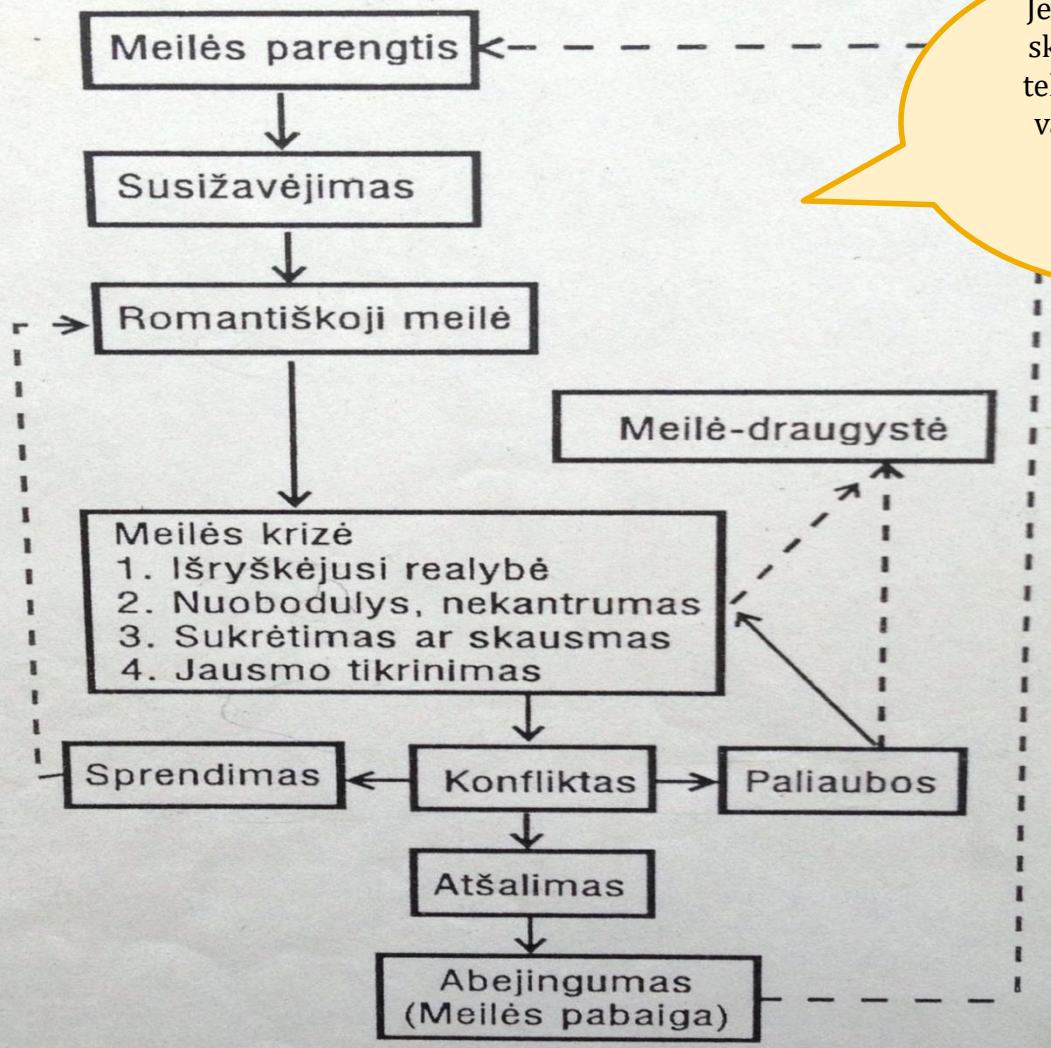 Meilės parengtis
Susižavėjimas
Romantiškoji meilė
Meilė-draugystė
Meilės krizė
1. Išryškėjusi realybė
2. Nuobodulys, nekantrumas
3. Sukrėtimas ar skausmas
4. Jausmo tikrinimas
Sprendimas
Konfliktas
Paliaubos
Atšalimas
Abejingumas
(Meilės pabaiga)